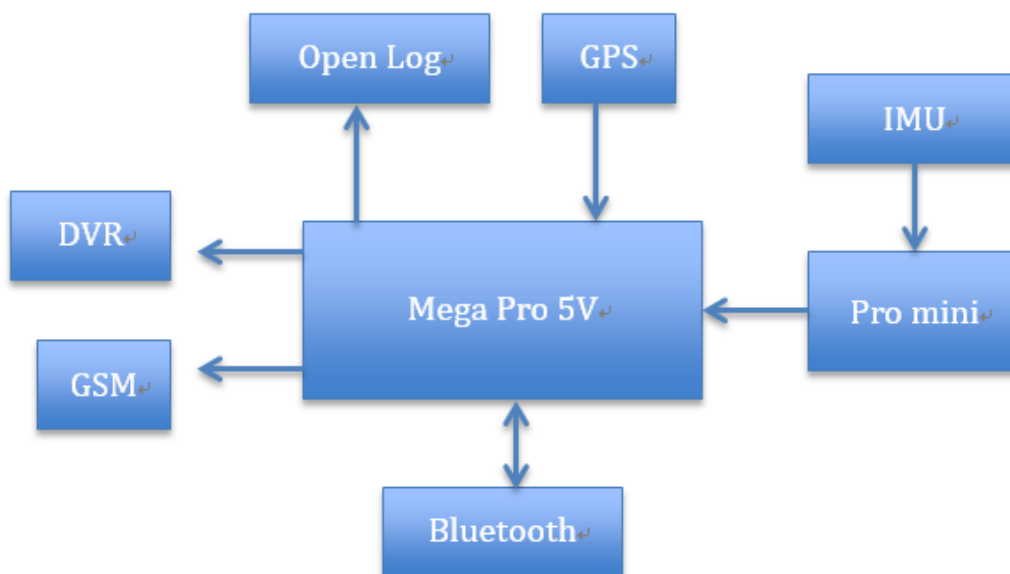 Open Log
GPS
IMU
DVR
Mega Pro 5V
Pro mini
GSM
Bluetooth